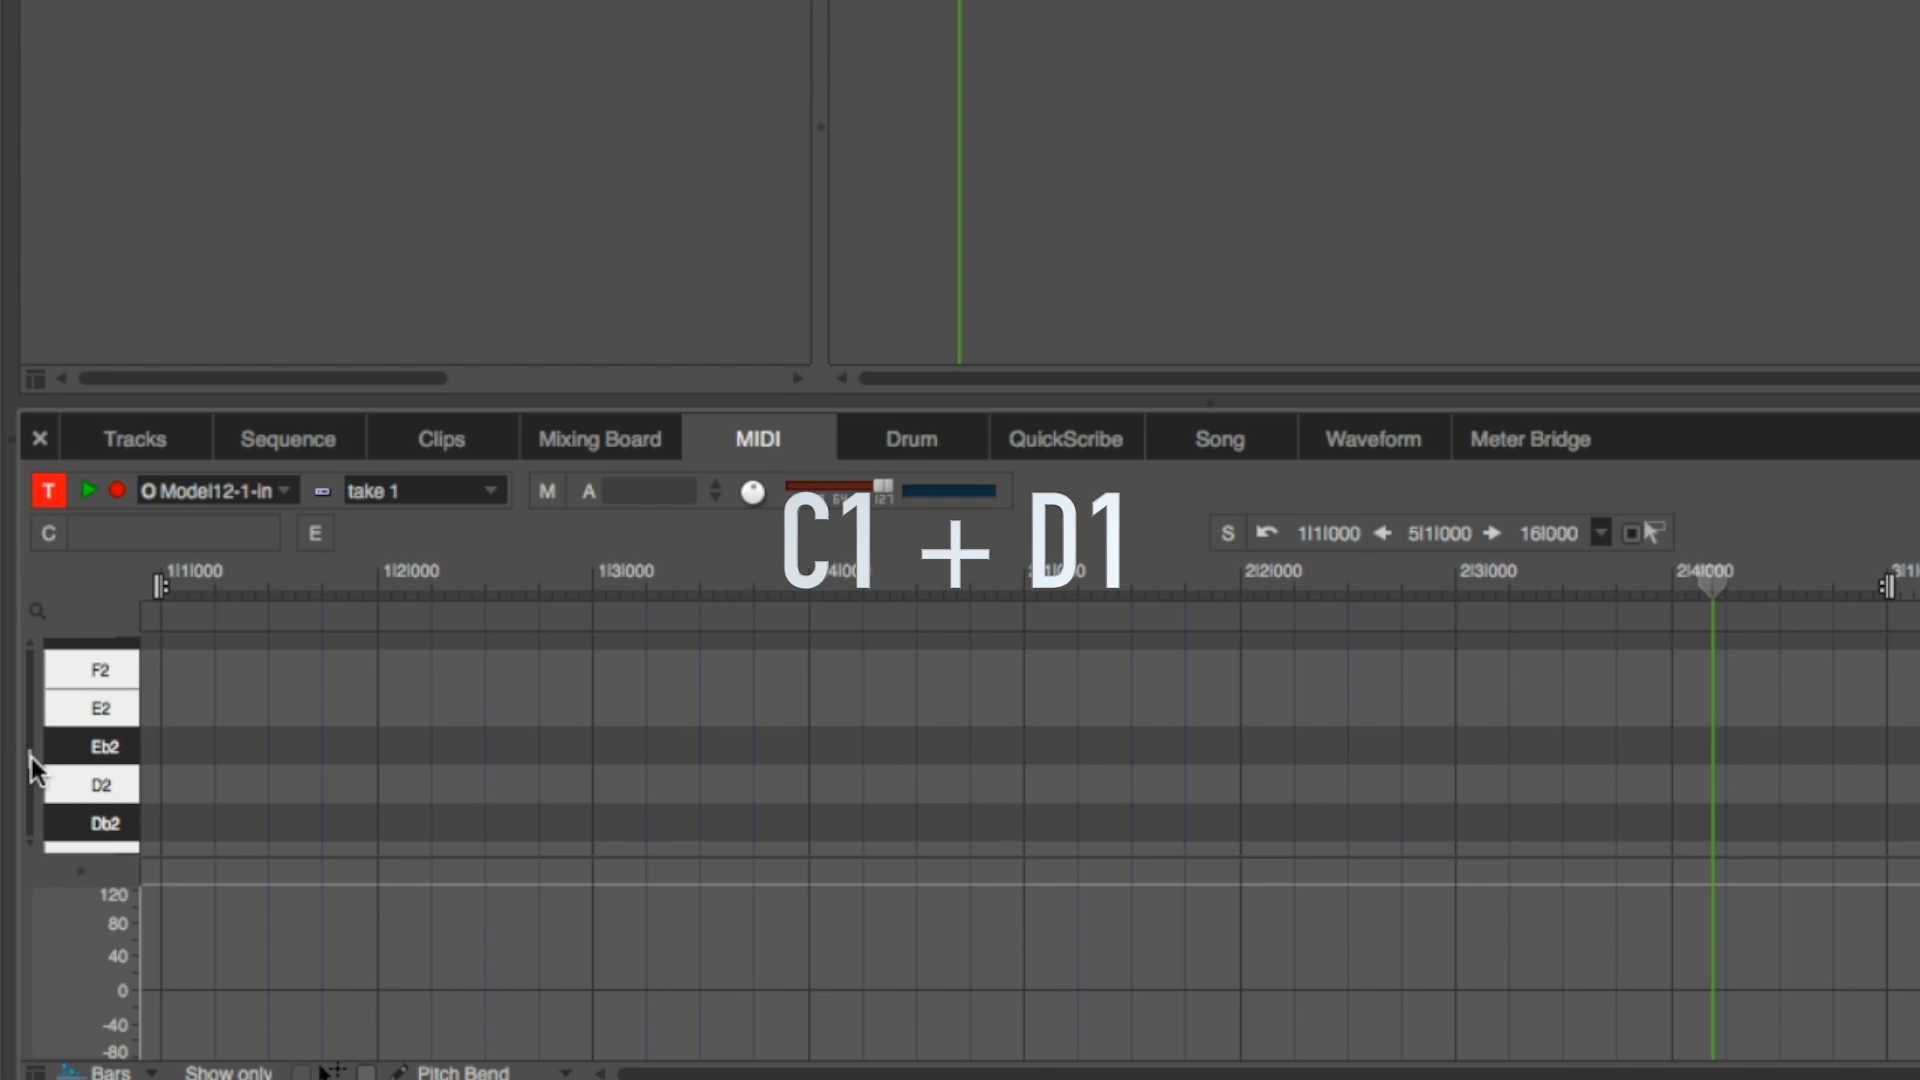 Tracks Sequence Clips Mixing Board MIDI Drum QuickScribe Song Waveform Meter Bridge
T Model12-1-in take 1 M A 64 127
C1 + D1
C E S 1|1|000 5|1|000 16|000
1|1|000 1|2|000 1|3|000 2|2|000 2|3|000 2|4|000
F2
E2
Eb2
D2
Db2
120
80
40
0
-40
-80
Bars Show only Pitch Bend